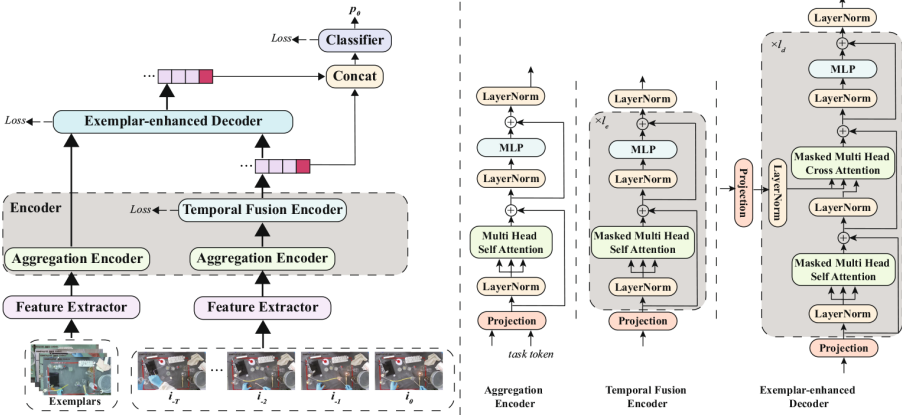 p_θ
Loss
Classifier
Concat
...
Loss
Exemplar-enhanced Decoder
...
Encoder
Loss
Temporal Fusion Encoder
Aggregation Encoder
Aggregation Encoder
Feature Extractor
Feature Extractor
Exemplars
...
i_-T
i_-2
i_-1
i_0
LayerNorm
MLP
LayerNorm
Multi Head
Self Attention
LayerNorm
Projection
task token
Aggregation
Encoder
LayerNorm
×l_e
MLP
LayerNorm
Masked Multi Head
Self Attention
LayerNorm
Projection
Temporal Fusion
Encoder
LayerNorm
×l_d
MLP
LayerNorm
Masked Multi Head
Cross Attention
Projection
LayerNorm
LayerNorm
Masked Multi Head
Self Attention
LayerNorm
Projection
Exemplar-enhanced
Decoder